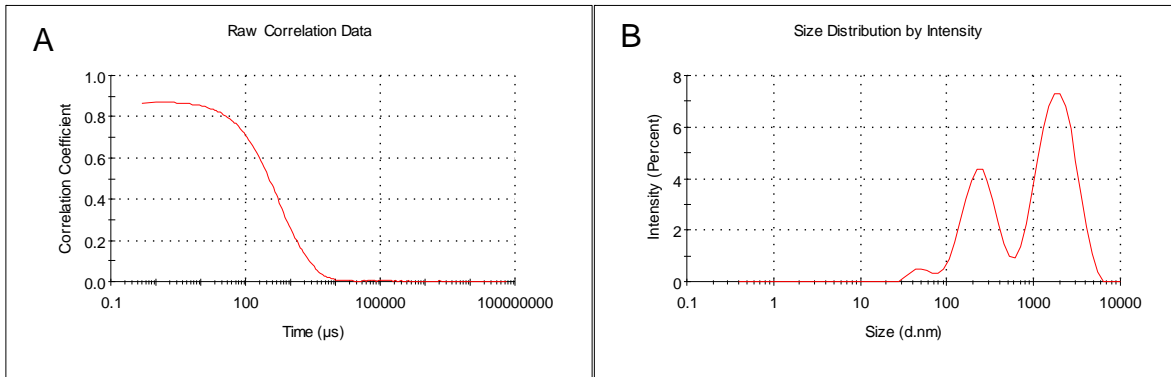 A
Raw Correlation Data
Correlation Coefficient
1.0
0.8
0.6
0.4
0.2
0.0
0.1
100
100000
100000000
Time (µs)
B
Size Distribution by Intensity
Intensity (Percent)
8
6
4
2
0
0.1
1
10
100
1000
10000
Size (d.nm)